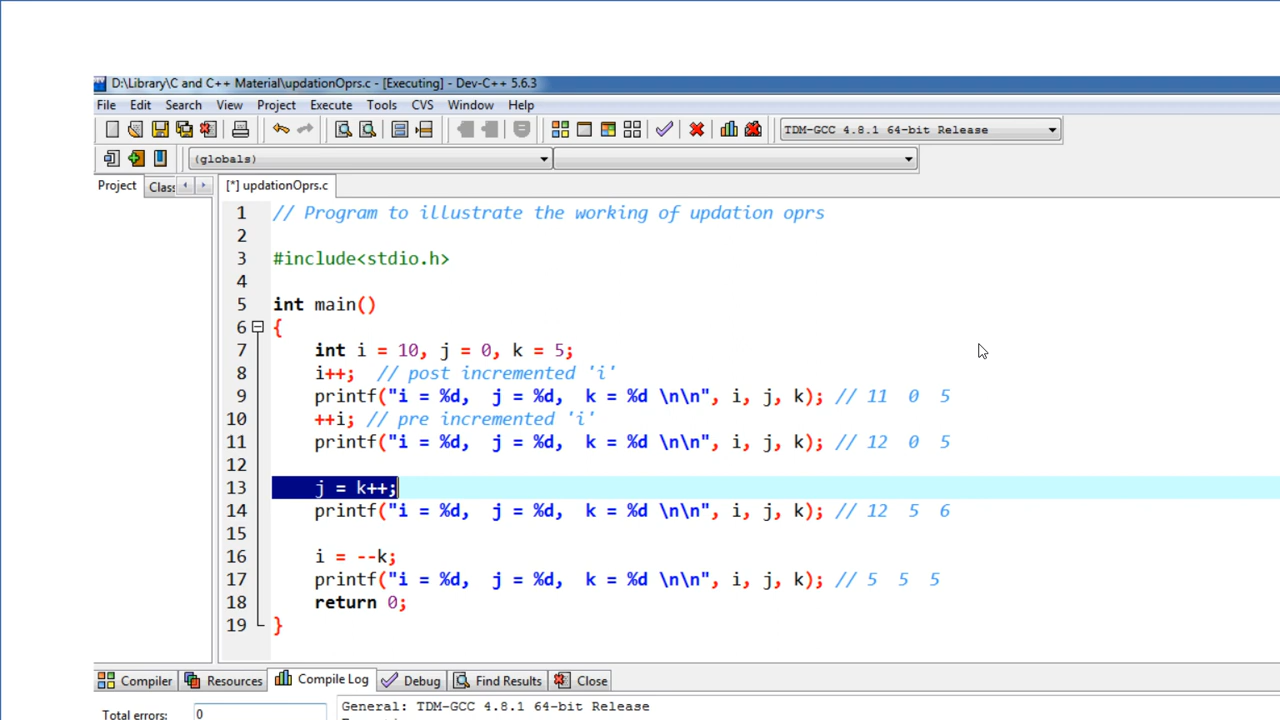 D:\Library\C and C++ Material\updationOprs.c - [Executing] - Dev-C++ 5.6.3
File Edit Search View Project Execute Tools CVS Window Help
TDM-GCC 4.8.1 64-bit Release
(globals)
Project Class [*] updationOprs.c
1 // Program to illustrate the working of updation oprs
2
3 #include<stdio.h>
4
5 int main()
6 {
7 int i = 10, j = 0, k = 5;
8 i++; // post incremented 'i'
9 printf("i = %d, j = %d, k = %d \n\n", i, j, k); // 11 0 5
10 ++i; // pre incremented 'i'
11 printf("i = %d, j = %d, k = %d \n\n", i, j, k); // 12 0 5
12
13 j = k++;
14 printf("i = %d, j = %d, k = %d \n\n", i, j, k); // 12 5 6
15
16 i = --k;
17 printf("i = %d, j = %d, k = %d \n\n", i, j, k); // 5 5 5
18 return 0;
19 }
Compiler Resources Compile Log Debug Find Results Close
General: TDM-GCC 4.8.1 64-bit Release
Total errors: 0